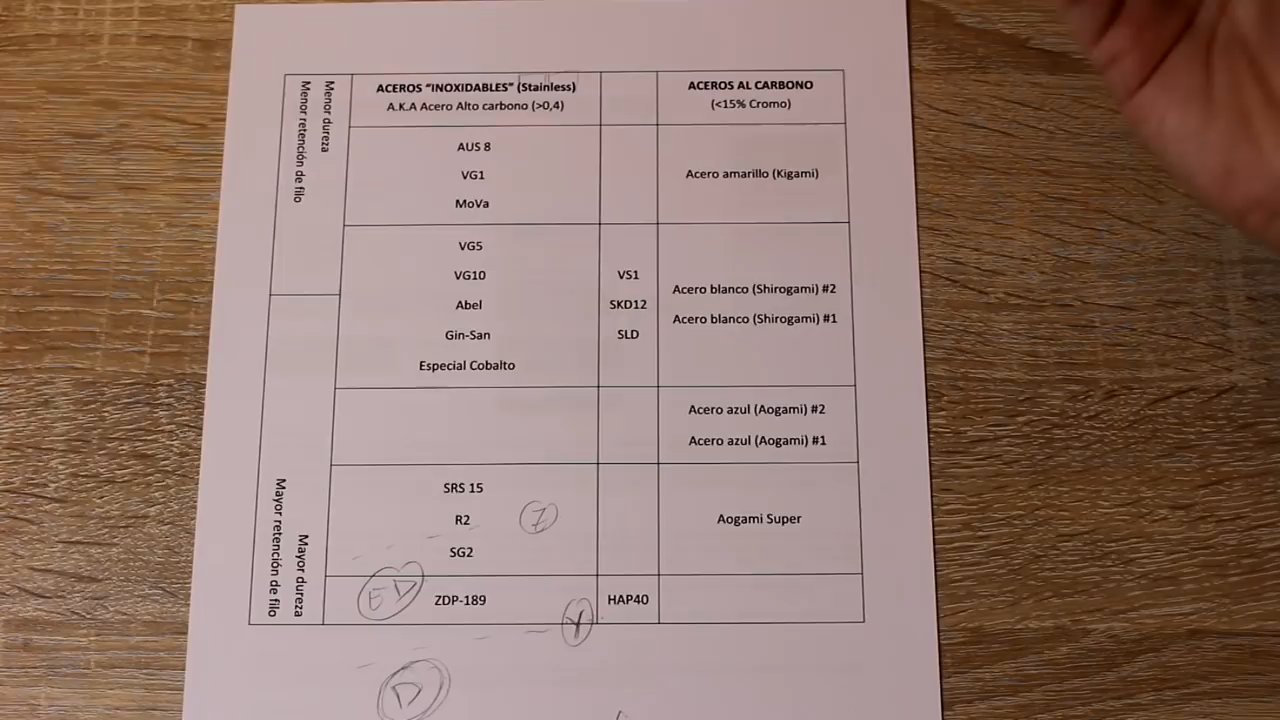 Menor dureza
Menor retención de filo
ACEROS "INOXIDABLES" (Stainless)
A.K.A Acero Alto carbono (>0,4)
ACEROS AL CARBONO
(<15% Cromo)
AUS 8
VG1
MoVa
Acero amarillo (Kigami)
VG5
VG10
Abel
Gin-San
Especial Cobalto
VS1
SKD12
SLD
Acero blanco (Shirogami) #2
Acero blanco (Shirogami) #1
Acero azul (Aogami) #2
Acero azul (Aogami) #1
Mayor dureza
Mayor retención de filo
SRS 15
R2
SG2
Z
Aogami Super
ED
ZDP-189
Y
HAP40
D